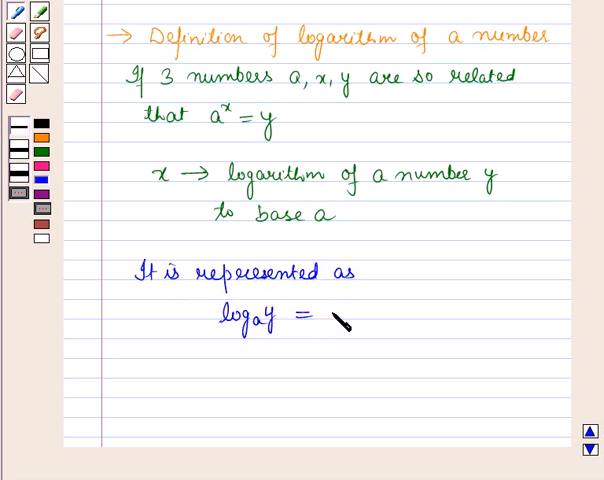 → Definition of logarithm of a number
If 3 numbers a, x, y are so related
that aˣ = y
x → logarithm of a number y
to base a
It is represented as
logₐy =